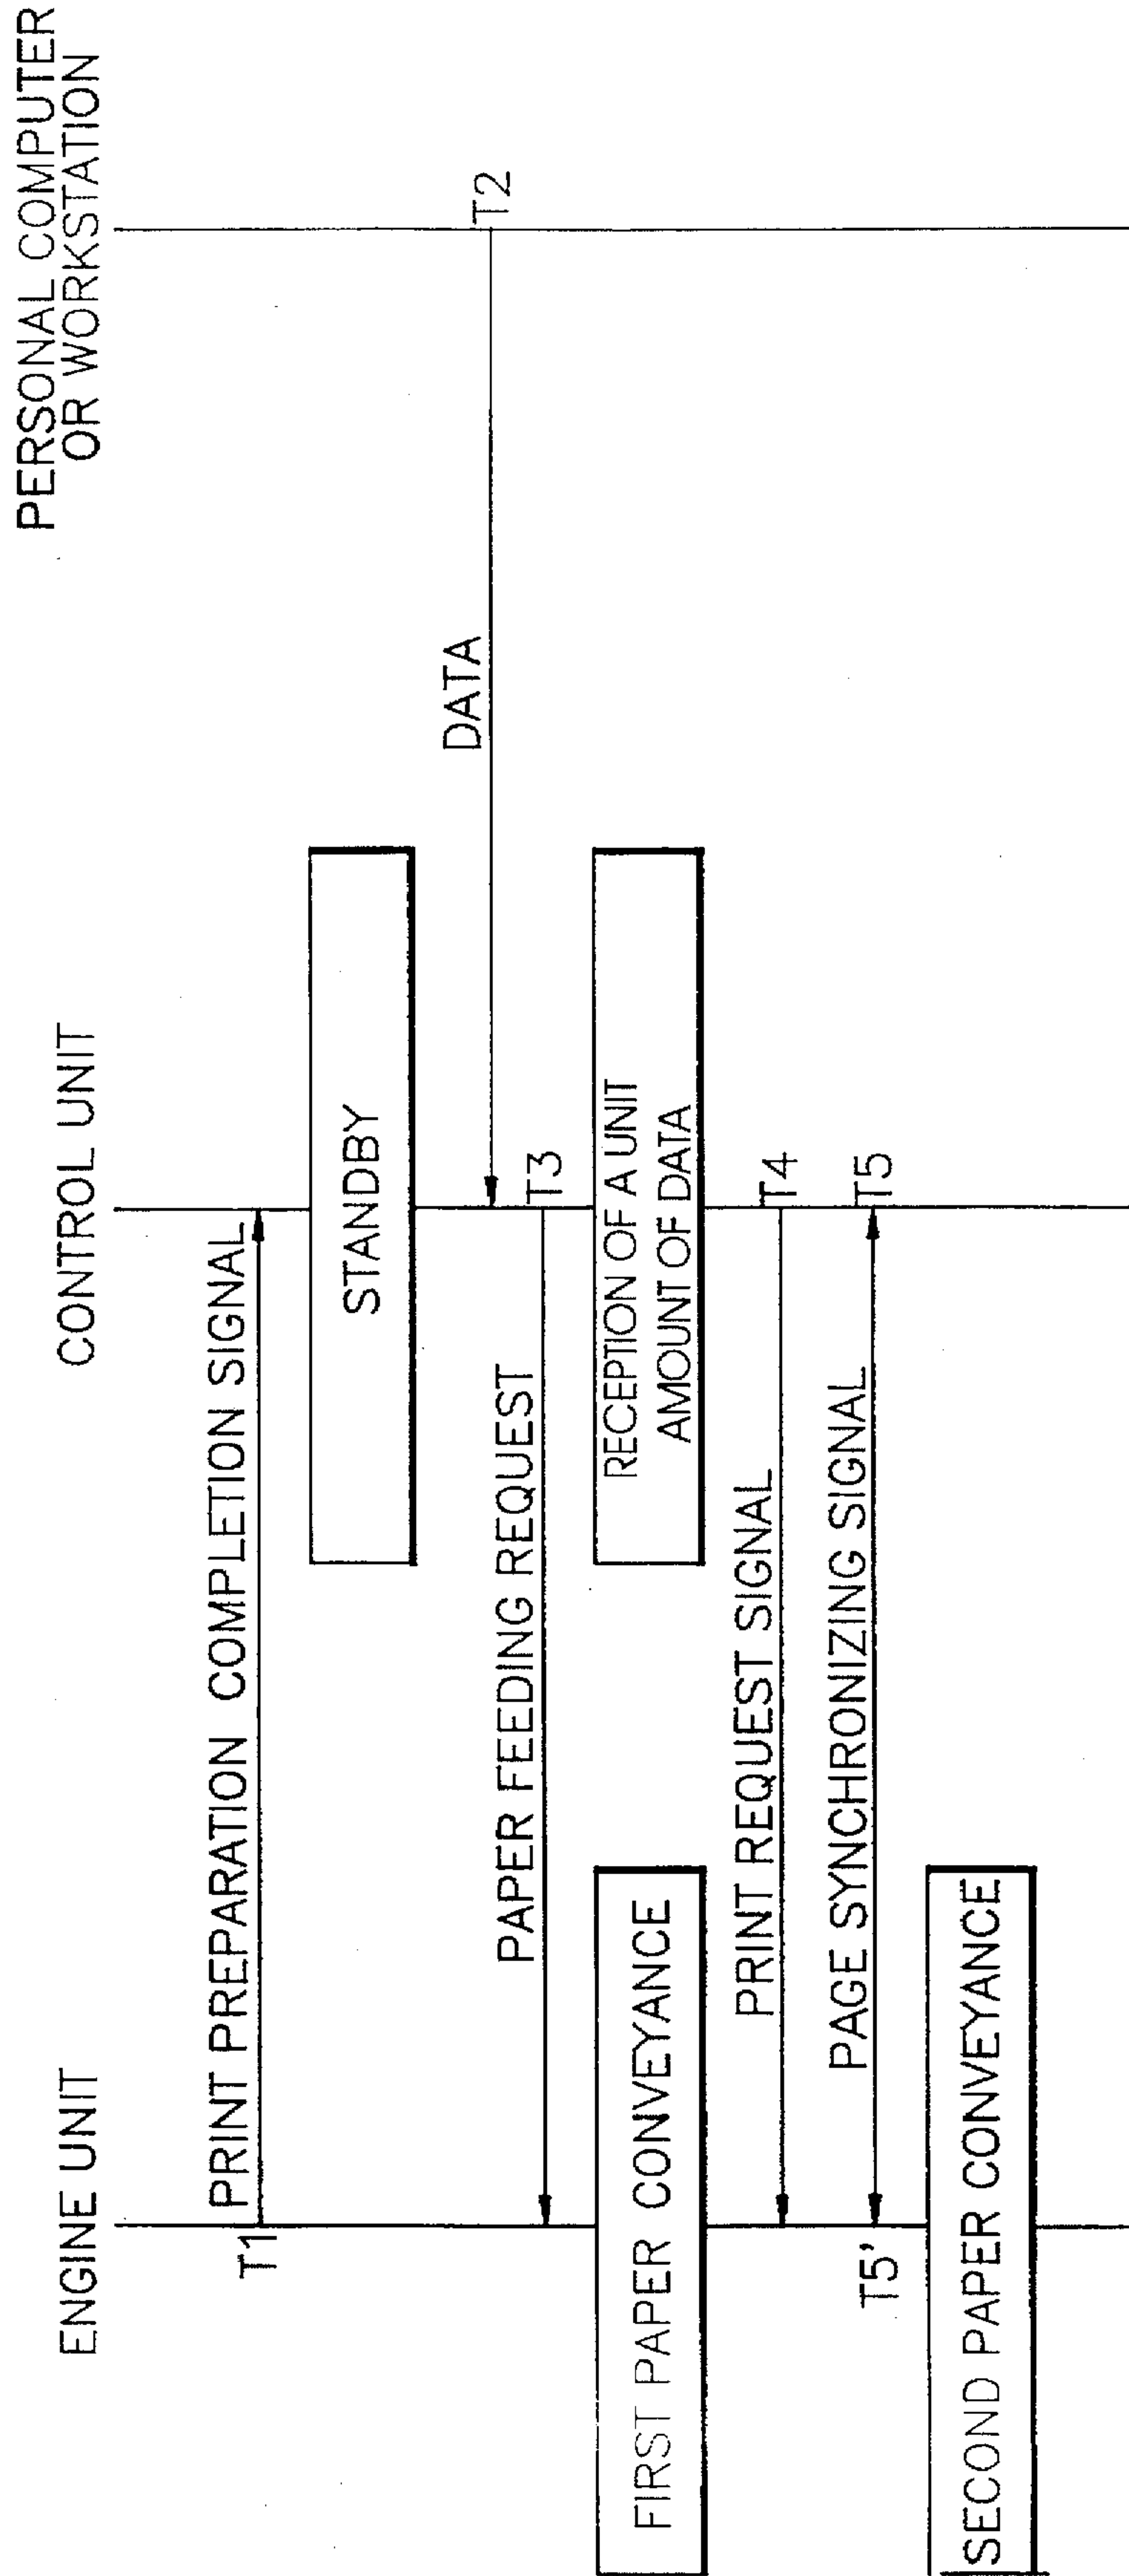 ENGINE UNIT
CONTROL UNIT
PERSONAL COMPUTER
OR WORKSTATION
T1
PRINT PREPARATION COMPLETION SIGNAL
STANDBY
DATA
T2
PAPER FEEDING REQUEST
T3
FIRST PAPER CONVEYANCE
RECEPTION OF A UNIT
AMOUNT OF DATA
PRINT REQUEST SIGNAL
T4
T5'
PAGE SYNCHRONIZING SIGNAL
T5
SECOND PAPER CONVEYANCE